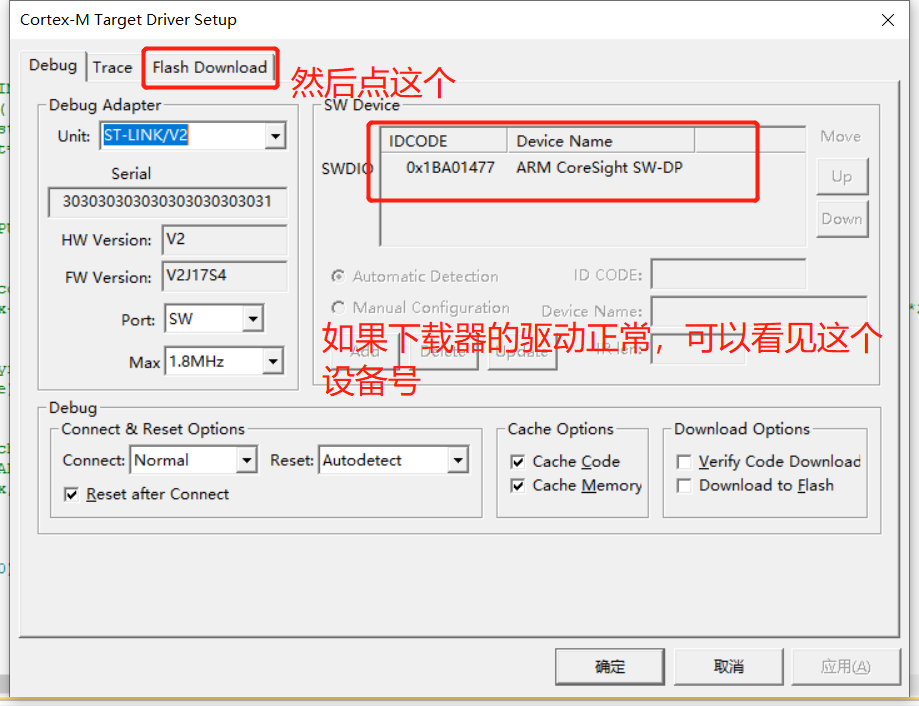 Cortex-M Target Driver Setup
Debug
Trace
Flash Download
然后点这个
Debug Adapter
Unit: ST-LINK/V2
Serial
303030303030303030303031
HW Version: V2
FW Version: V2J17S4
Port: SW
Max 1.8MHz
SW Device
IDCODE Device Name
SWDIO 0x1BA01477 ARM CoreSight SW-DP
Move
Up
Down
Automatic Detection ID CODE:
Manual Configuration Device Name:
Add Delete Update
如果下载器的驱动正常，可以看见这个
设备号
Debug
Connect & Reset Options
Connect: Normal Reset: Autodetect
Reset after Connect
Cache Options
Cache Code
Cache Memory
Download Options
Verify Code Download
Download to Flash
确定 取消 应用(A)